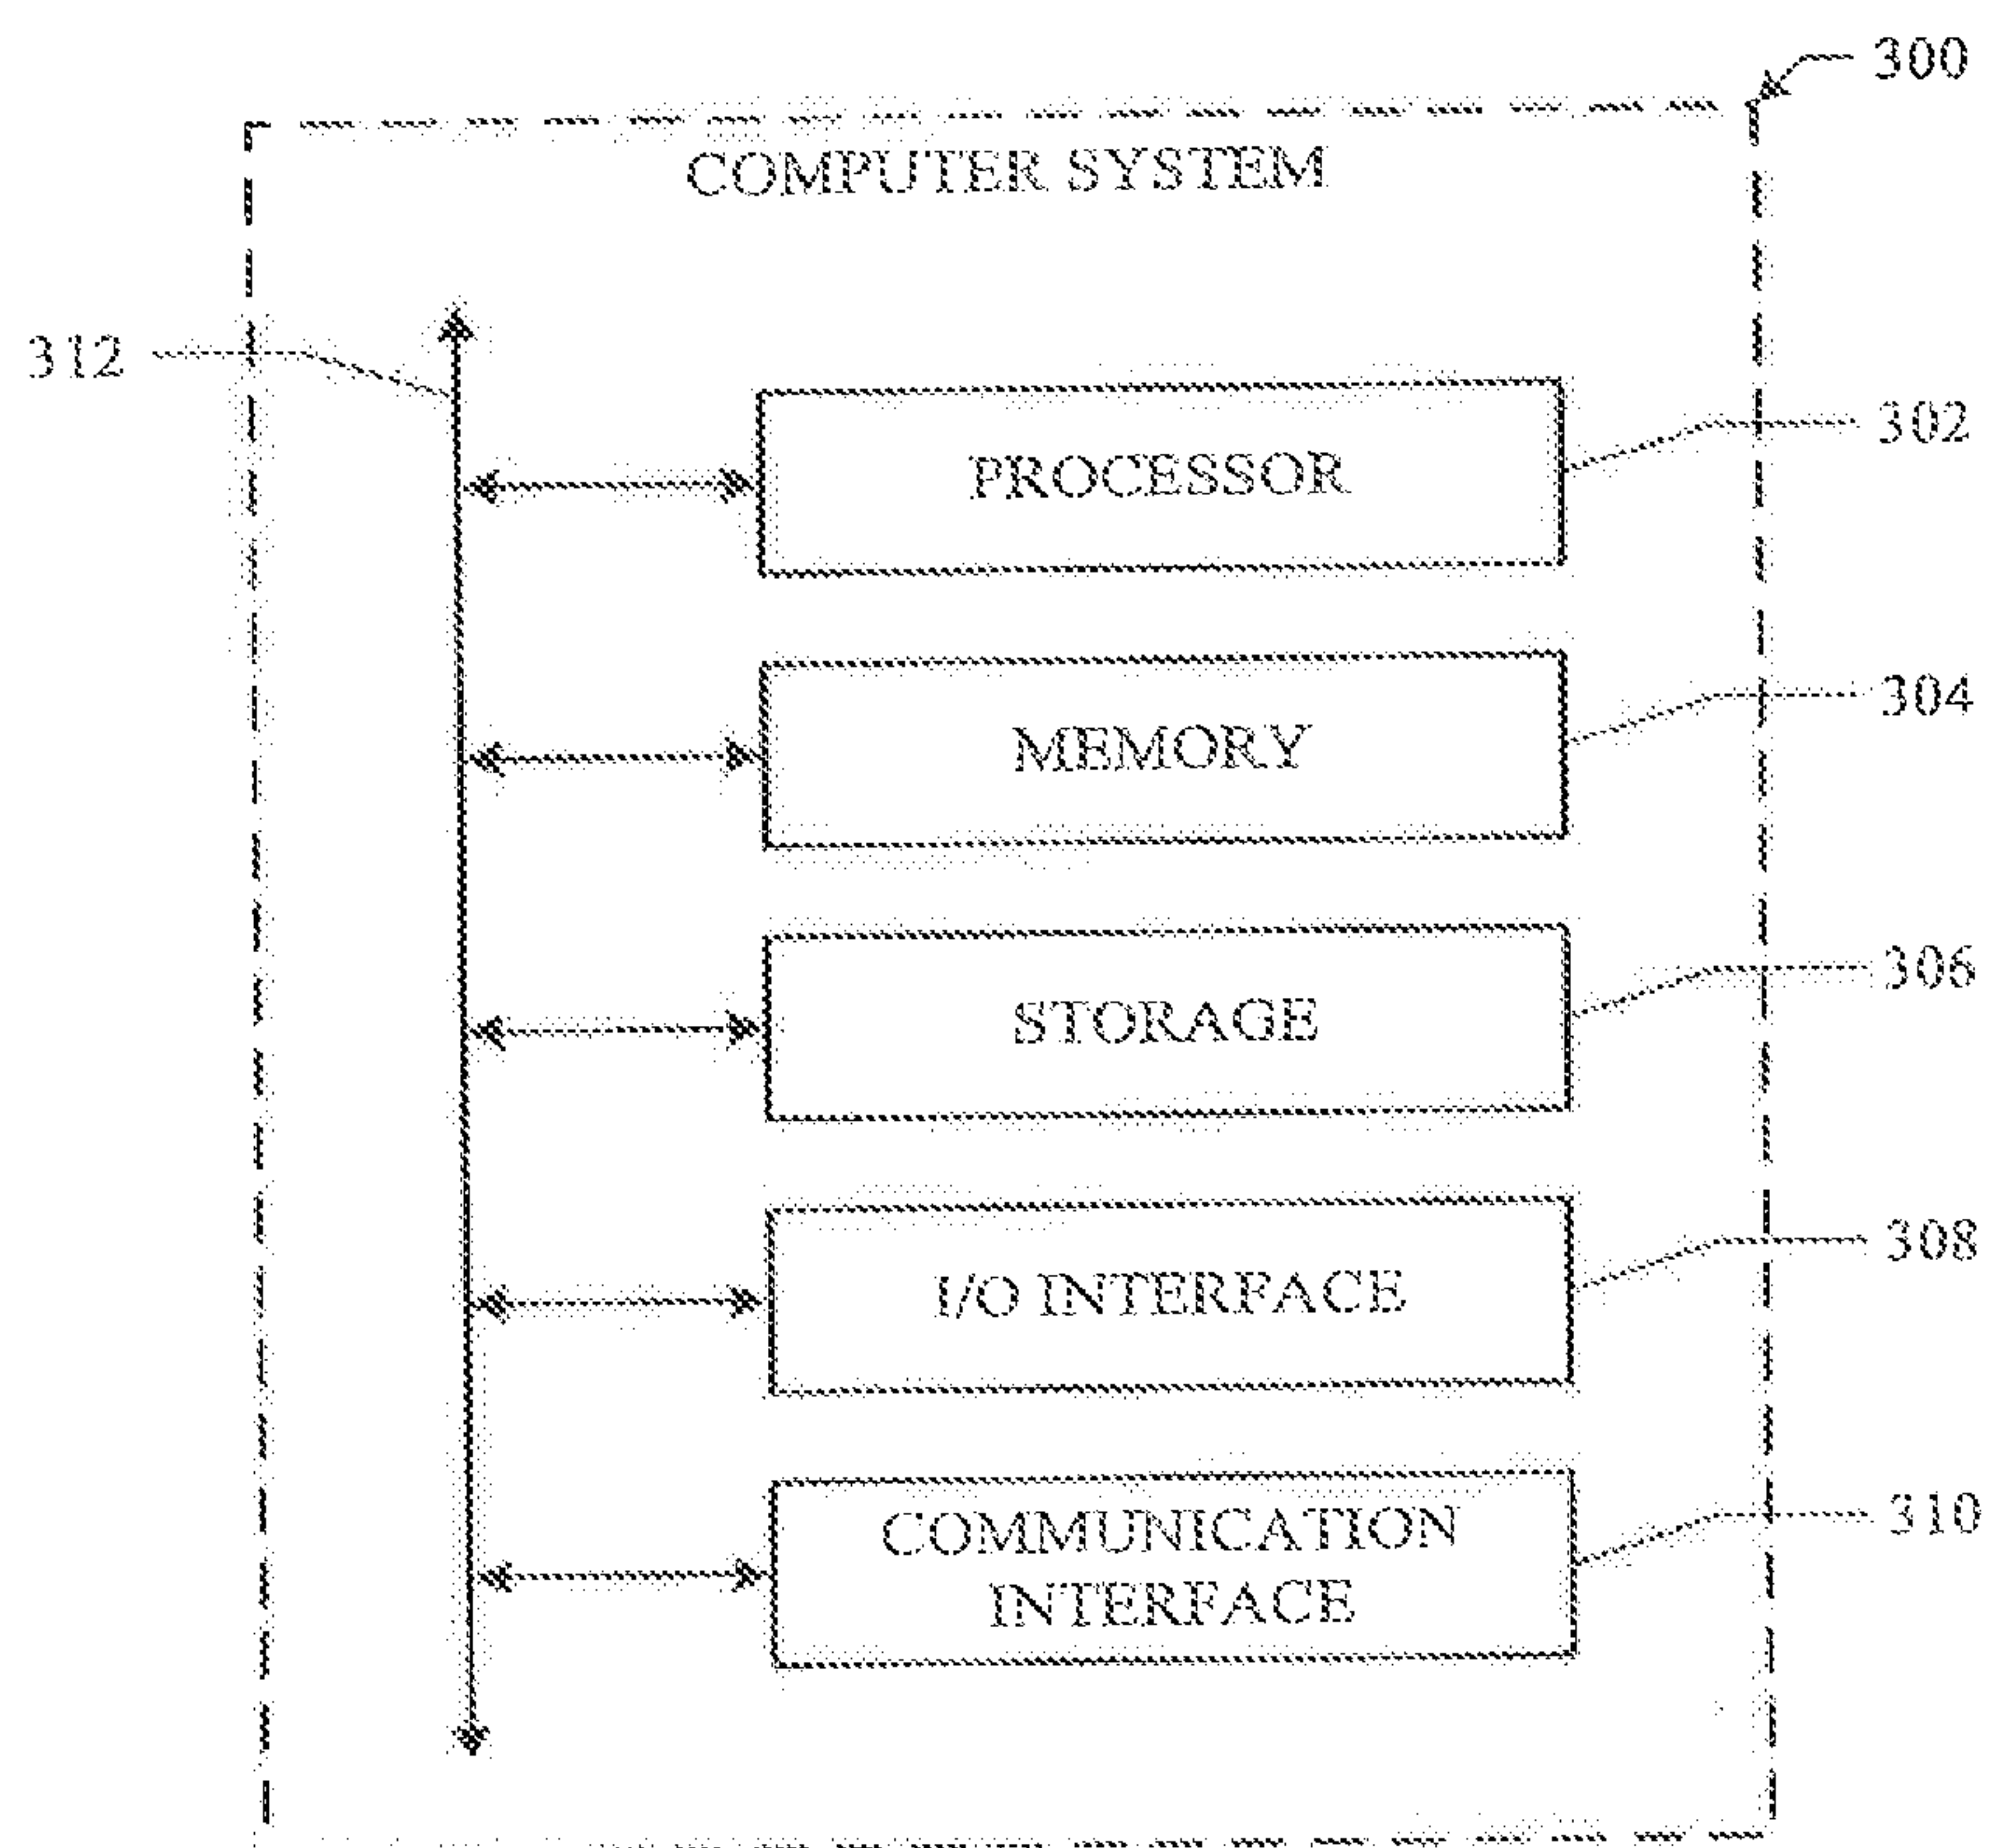 300
COMPUTER SYSTEM
312
302
PROCESSOR
304
MEMORY
306
STORAGE
308
I/O INTERFACE
310
COMMUNICATION
INTERFACE